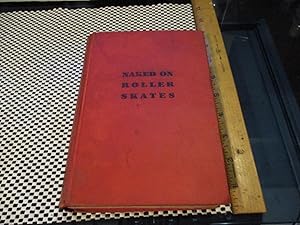 NAKED ON
ROLLER
SKATES